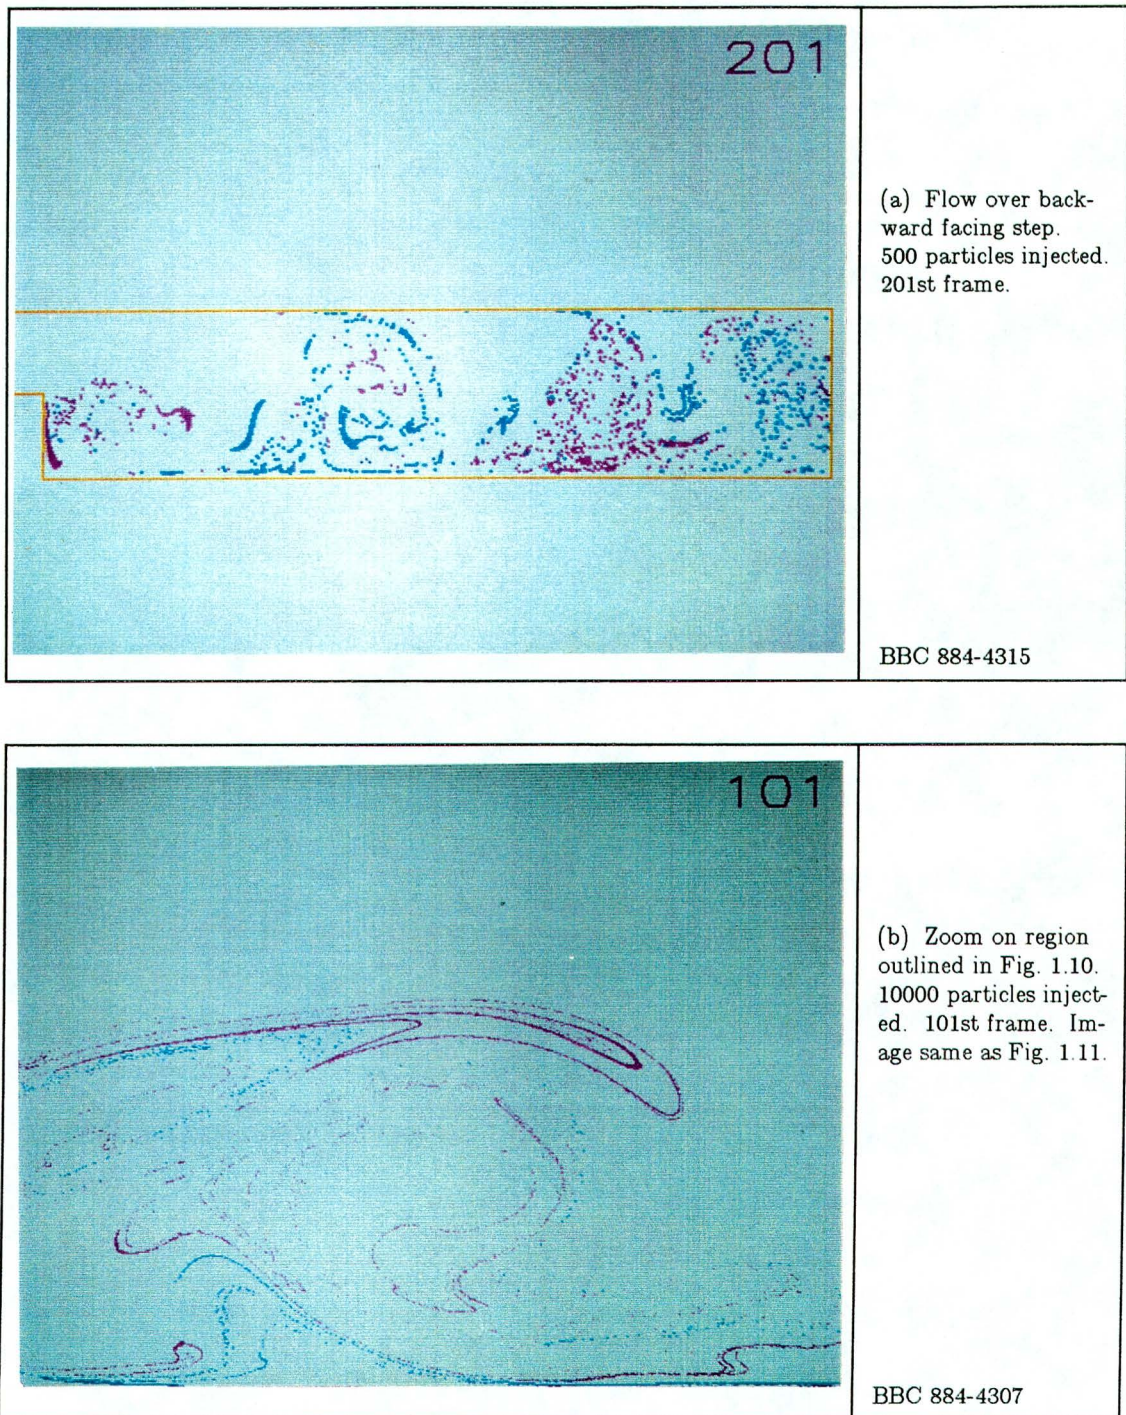 201
(a) Flow over back-
ward facing step.
500 particles injected.
201st frame.
BBC 884-4315
101
(b) Zoom on region
outlined in Fig. 1.10.
10000 particles inject-
ed. 101st frame. Im-
age same as Fig. 1.11.
BBC 884-4307